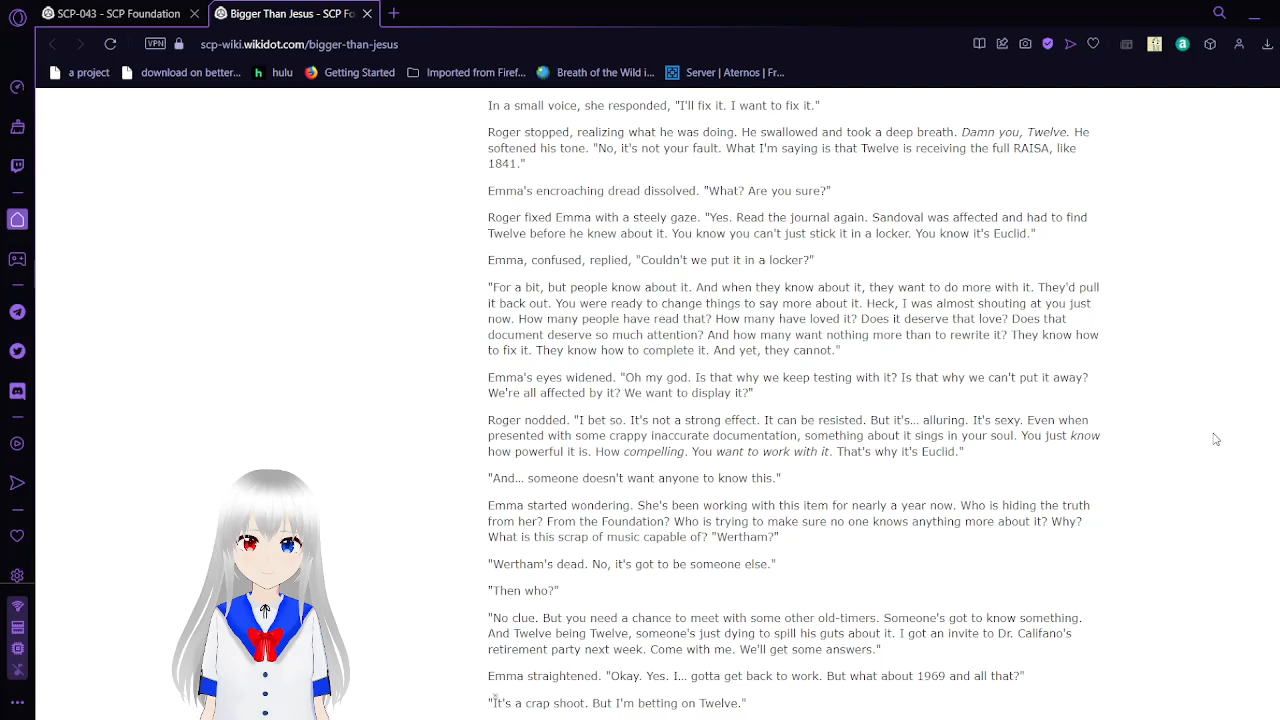 SCP-043 - SCP Foundation
Bigger Than Jesus - SCP Fo
VPN
scp-wiki.wikidot.com/bigger-than-jesus
a project
download on better...
hulu
Getting Started
Imported from Firef...
Breath of the Wild i...
Server | Aternos | Fr...
In a small voice, she responded, "I'll fix it. I want to fix it."
Roger stopped, realizing what he was doing. He swallowed and took a deep breath. Damn you, Twelve. He
softened his tone. "No, it's not your fault. What I'm saying is that Twelve is receiving the full RAISA, like
1841."
Emma's encroaching dread dissolved. "What? Are you sure?"
Roger fixed Emma with a steely gaze. "Yes. Read the journal again. Sandoval was affected and had to find
Twelve before he knew about it. You know you can't just stick it in a locker. You know it's Euclid."
Emma, confused, replied, "Couldn't we put it in a locker?"
"For a bit, but people know about it. And when they know about it, they want to do more with it. They'd pull
it back out. You were ready to change things to say more about it. Heck, I was almost shouting at you just
now. How many people have read that? How many have loved it? Does it deserve that love? Does that
document deserve so much attention? And how many want nothing more than to rewrite it? They know how
to fix it. They know how to complete it. And yet, they cannot."
Emma's eyes widened. "Oh my god. Is that why we keep testing with it? Is that why we can't put it away?
We're all affected by it? We want to display it?"
Roger nodded. "I bet so. It's not a strong effect. It can be resisted. But it's... alluring. It's sexy. Even when
presented with some crappy inaccurate documentation, something about it sings in your soul. You just know
how powerful it is. How compelling. You want to work with it. That's why it's Euclid."
"And... someone doesn't want anyone to know this."
Emma started wondering. She's been working with this item for nearly a year now. Who is hiding the truth
from her? From the Foundation? Who is trying to make sure no one knows anything more about it? Why?
What is this scrap of music capable of? "Wertham?"
"Wertham's dead. No, it's got to be someone else."
"Then who?"
"No clue. But you need a chance to meet with some other old-timers. Someone's got to know something.
And Twelve being Twelve, someone's just dying to spill his guts about it. I got an invite to Dr. Califano's
retirement party next week. Come with me. We'll get some answers."
Emma straightened. "Okay. Yes. I... gotta get back to work. But what about 1969 and all that?"
"It's a crap shoot. But I'm betting on Twelve."